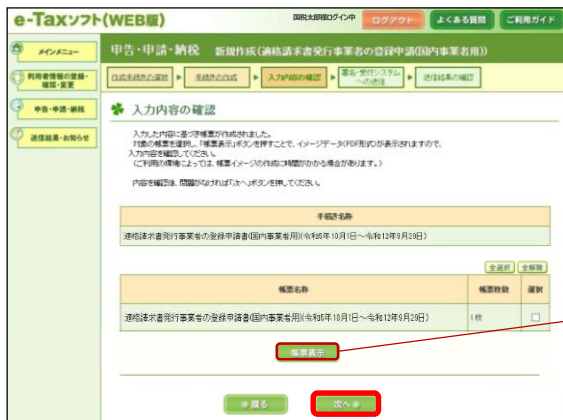 e-Taxソフト(WEB版)
国税太郎様ログイン中 ログアウト よくある質問 ご利用ガイド
メインメニュー
利用者情報の登録・
確認・変更
申告・申請・納税
送信結果・お知らせ
申告・申請・納税 新規作成(適格請求書発行事業者の登録申請(国内事業者用))
作成手続きの選択 手続きの作成 入力内容の確認 署名・受付システム
への送信 送信結果の確認
入力内容の確認
入力した内容に基づき帳票が作成されました。
対象の帳票を選択し、「帳票表示」ボタンを押すことで、イメージデータ(PDF形式)が表示されますので、
入力内容を確認してください。
(ご利用の環境によっては、帳票イメージの作成に時間がかかる場合があります。)
内容を確認後、問題がなければ「次へ」ボタンを押してください。
手続き名称
適格請求書発行事業者の登録申請書(国内事業者用)(令和5年10月1日~令和12年9月29日)
全選択 全解除
帳票名称 帳票枚数 選択
適格請求書発行事業者の登録申請書(国内事業者用)(令和5年10月1日~令和12年9月29日) 1枚
帳票表示
戻る 次へ